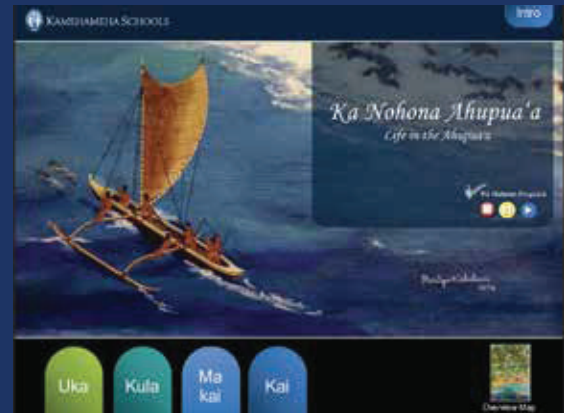 KAMEHAMEHA SCHOOLS
Intro
Ka Nohona Ahupua‘a
Life in the Ahupua‘a
Uka
Kula
Ma
kai
Kai
Overview Map